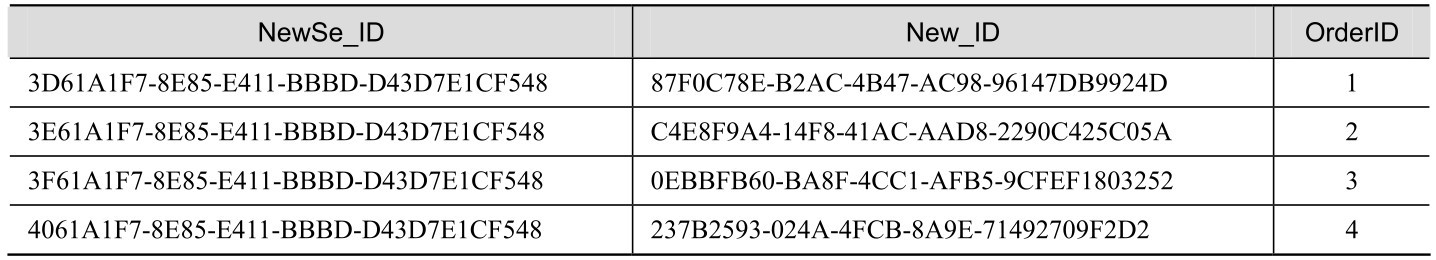 NewSe_ID New_ID OrderID
3D61A1F7-8E85-E411-BBBD-D43D7E1CF548 87F0C78E-B2AC-4B47-AC98-96147DB9924D 1
3E61A1F7-8E85-E411-BBBD-D43D7E1CF548 C4E8F9A4-14F8-41AC-AAD8-2290C425C05A 2
3F61A1F7-8E85-E411-BBBD-D43D7E1CF548 0EBBFB60-BA8F-4CC1-AFB5-9CFEF1803252 3
4061A1F7-8E85-E411-BBBD-D43D7E1CF548 237B2593-024A-4FCB-8A9E-71492709F2D2 4